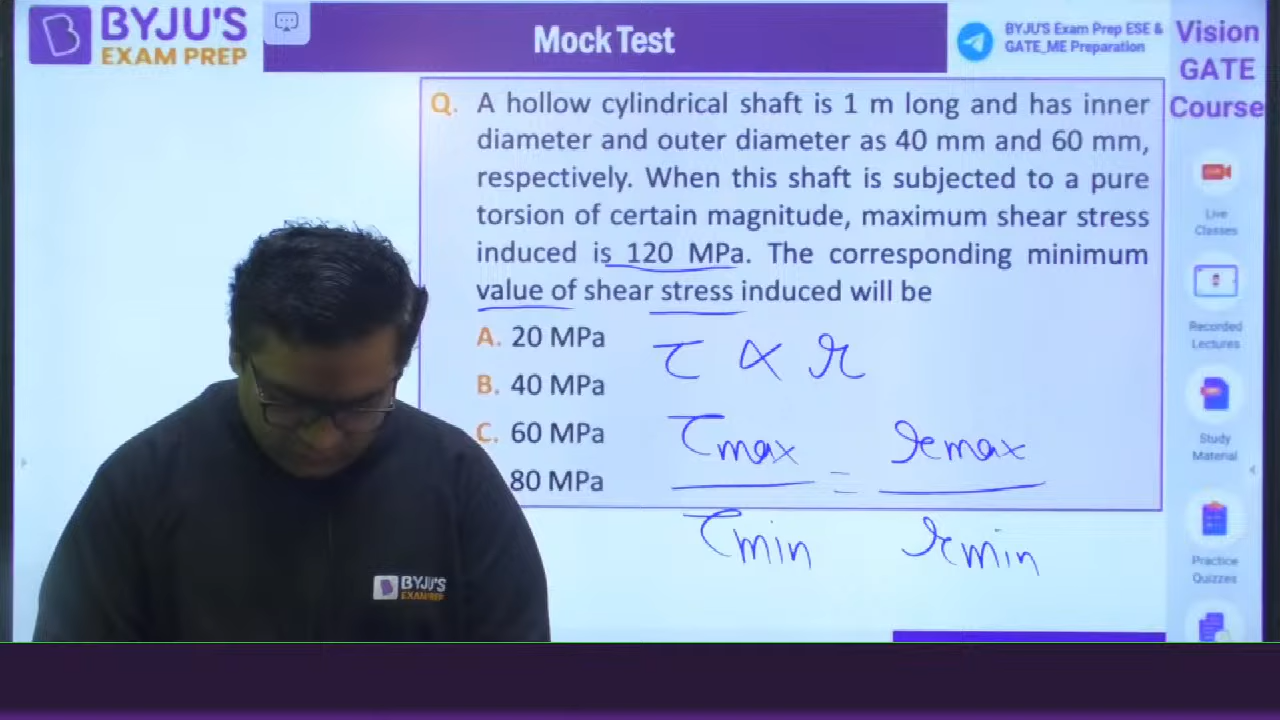 BYJU'S
EXAM PREP
Mock Test
BYJU'S Exam Prep ESE &
GATE_ME Preparation
Vision
GATE
Course
Q. A hollow cylindrical shaft is 1 m long and has inner
diameter and outer diameter as 40 mm and 60 mm,
respectively. When this shaft is subjected to a pure
torsion of certain magnitude, maximum shear stress
induced is 120 MPa. The corresponding minimum
value of shear stress induced will be
A. 20 MPa
B. 40 MPa
C. 60 MPa
80 MPa
τ ∝ r
τmax / τmin = rmax / rmin
Live
Classes
Recorded
Lectures
Study
Material
Practice
Quizzes
BYJU'S
EXAM PREP